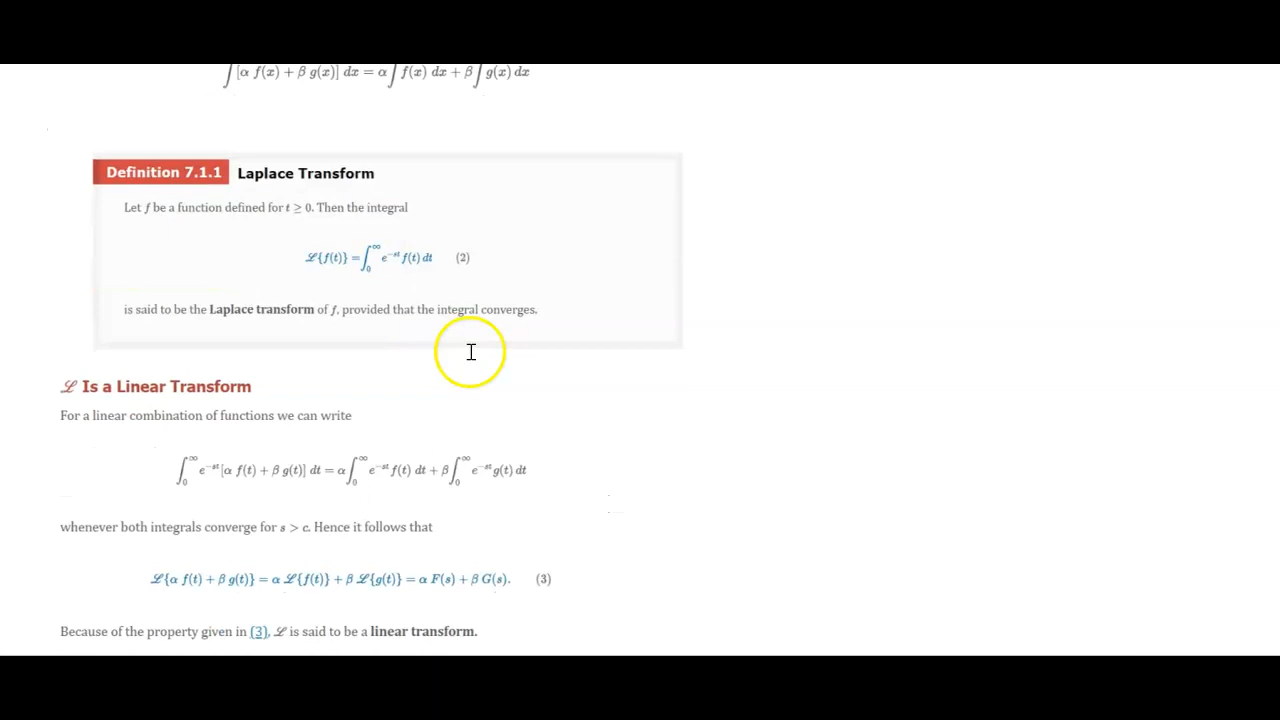 ∫[α f(x) + β g(x)] dx = α∫ f(x) dx + β∫ g(x) dx
Definition 7.1.1 Laplace Transform
Let f be a function defined for t ≥ 0. Then the integral
ℒ{f(t)} = ∫₀^∞ e^−st f(t) dt (2)
is said to be the Laplace transform of f, provided that the integral converges.
ℒ Is a Linear Transform
For a linear combination of functions we can write
∫₀^∞ e^−st [α f(t) + β g(t)] dt = α∫₀^∞ e^−st f(t) dt + β∫₀^∞ e^−st g(t) dt
whenever both integrals converge for s > c. Hence it follows that
ℒ{α f(t) + β g(t)} = α ℒ{f(t)} + β ℒ{g(t)} = α F(s) + β G(s). (3)
Because of the property given in (3), ℒ is said to be a linear transform.